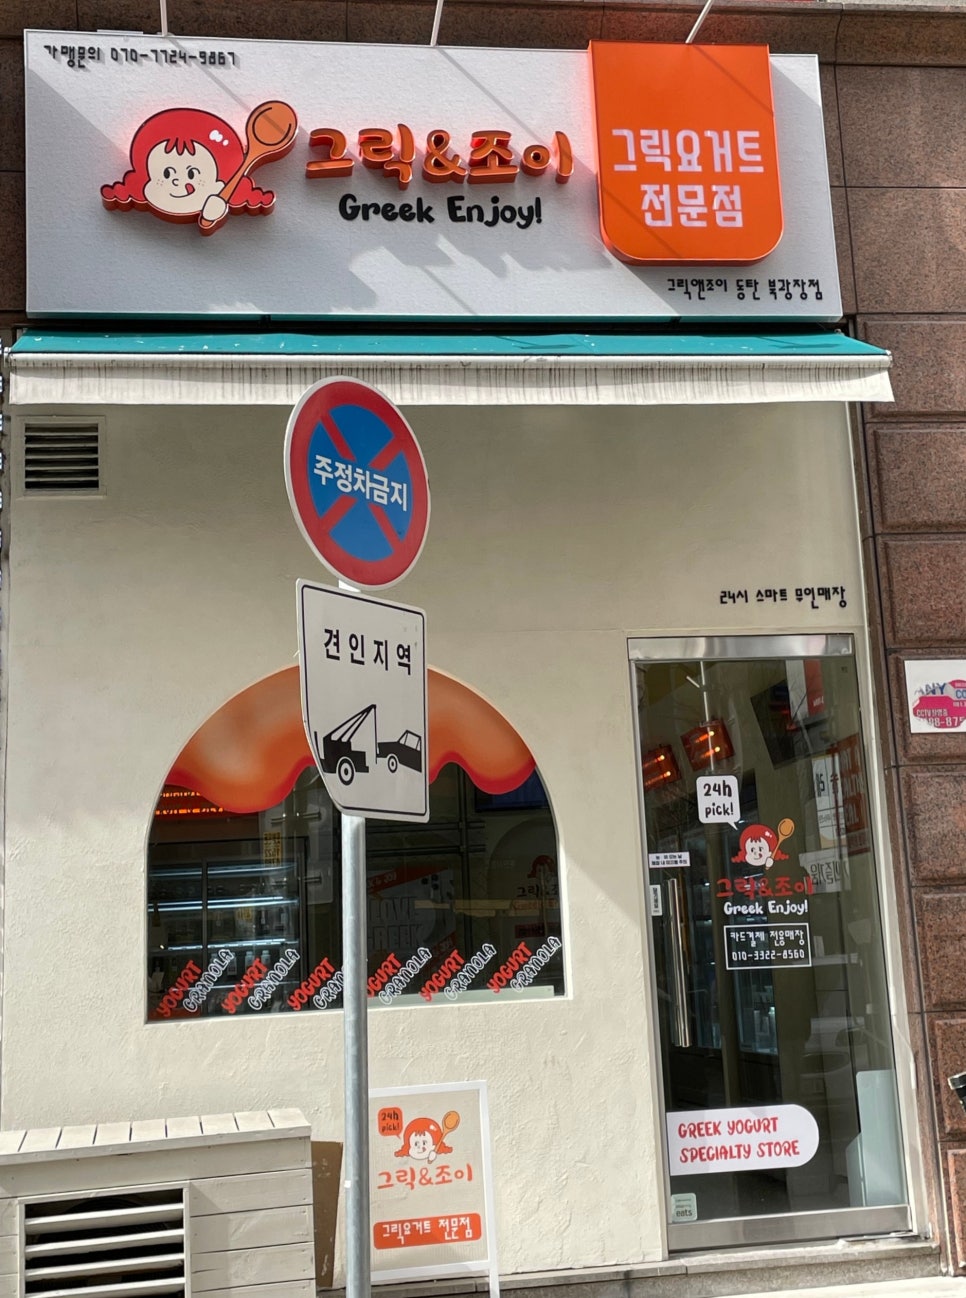 가맹문의 070-7724-9867
그릭&조이
Greek Enjoy!
그릭요거트
전문점
그릭앤조이 동탄 북광장점
주정차금지
견인지역
24시 스마트 무인매장
ANY
24h
pick!
그릭&조이
Greek Enjoy!
카드결제 전용매장
010-3322-8560
YOGURT GRANOLA YOGURT GRANOLA YOGURT GRANOLA YOGURT GRANOLA YOGURT GRANOLA
GREEK YOGURT
SPECIALTY STORE
eats
24h
pick!
그릭&조이
그릭요거트 전문점